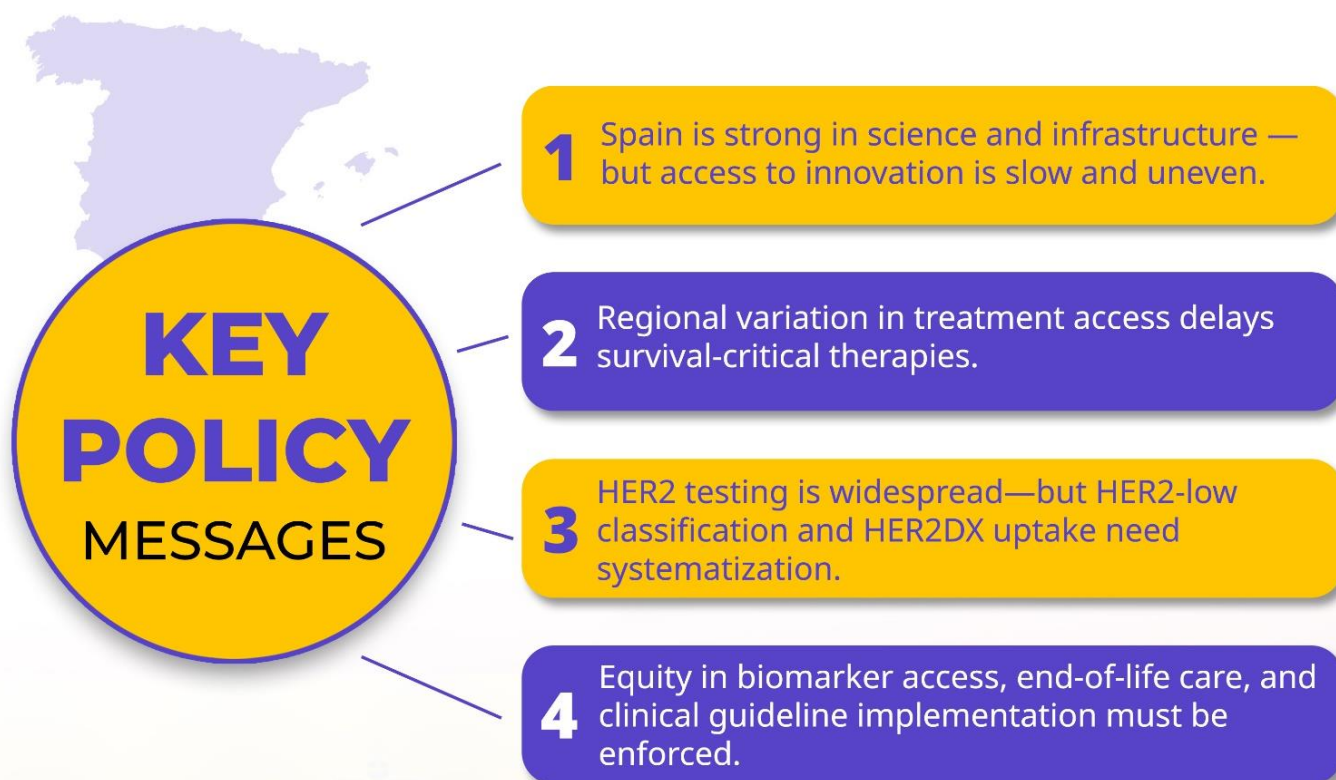 KEY
POLICY
MESSAGES
1
Spain is strong in science and infrastructure —
but access to innovation is slow and uneven.
2
Regional variation in treatment access delays
survival-critical therapies.
3
HER2 testing is widespread—but HER2-low
classification and HER2DX uptake need
systematization.
4
Equity in biomarker access, end-of-life care, and
clinical guideline implementation must be
enforced.